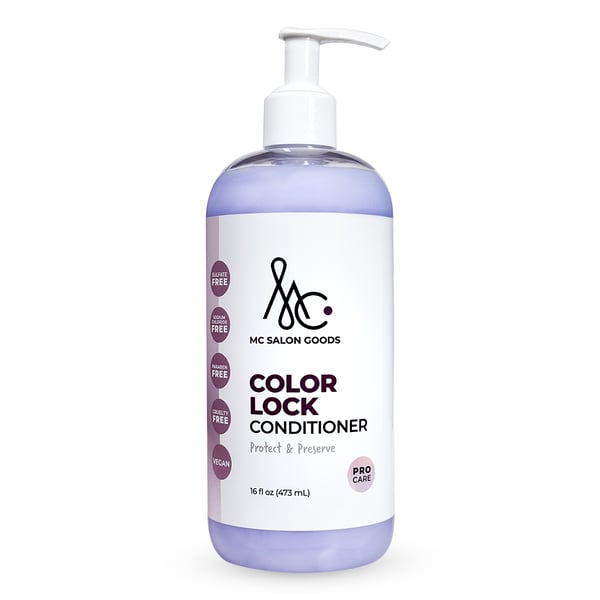 MC.
MC SALON GOODS
COLOR
LOCK
CONDITIONER
Protect & Preserve
16 fl oz (473 mL)
PRO
CARE
SULFATE
FREE
SODIUM
CHLORIDE
FREE
PARABEN
FREE
CRUELTY
FREE
VEGAN